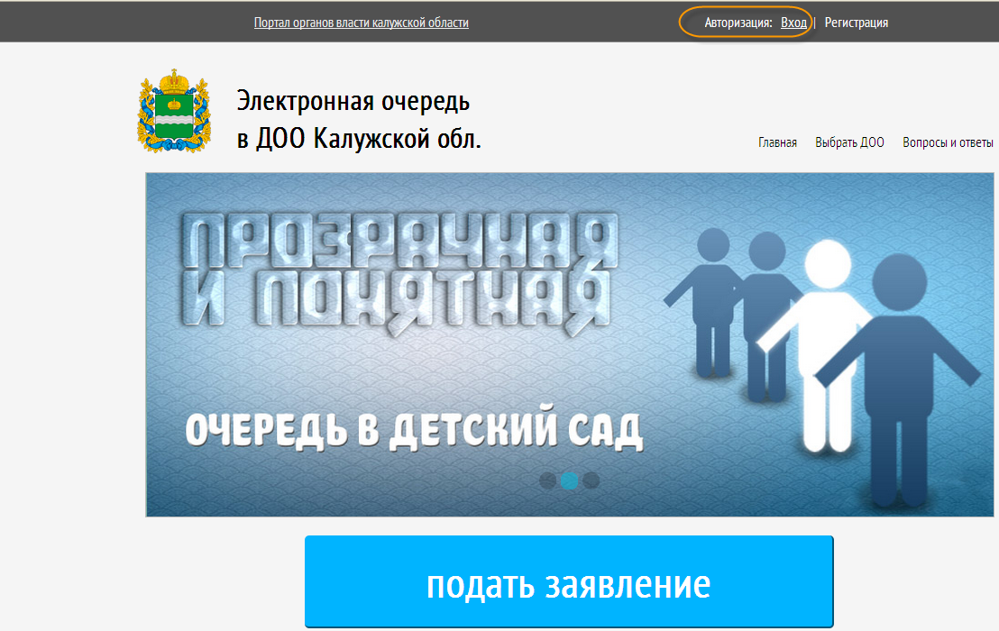 Портал органов власти калужской области
Авторизация: Вход | Регистрация
Электронная очередь
в ДОО Калужской обл.
Главная Выбрать ДОО Вопросы и ответы
ПРОЗРАЧНАЯ
И ПОНЯТНАЯ
ОЧЕРЕДЬ В ДЕТСКИЙ САД
подать заявление